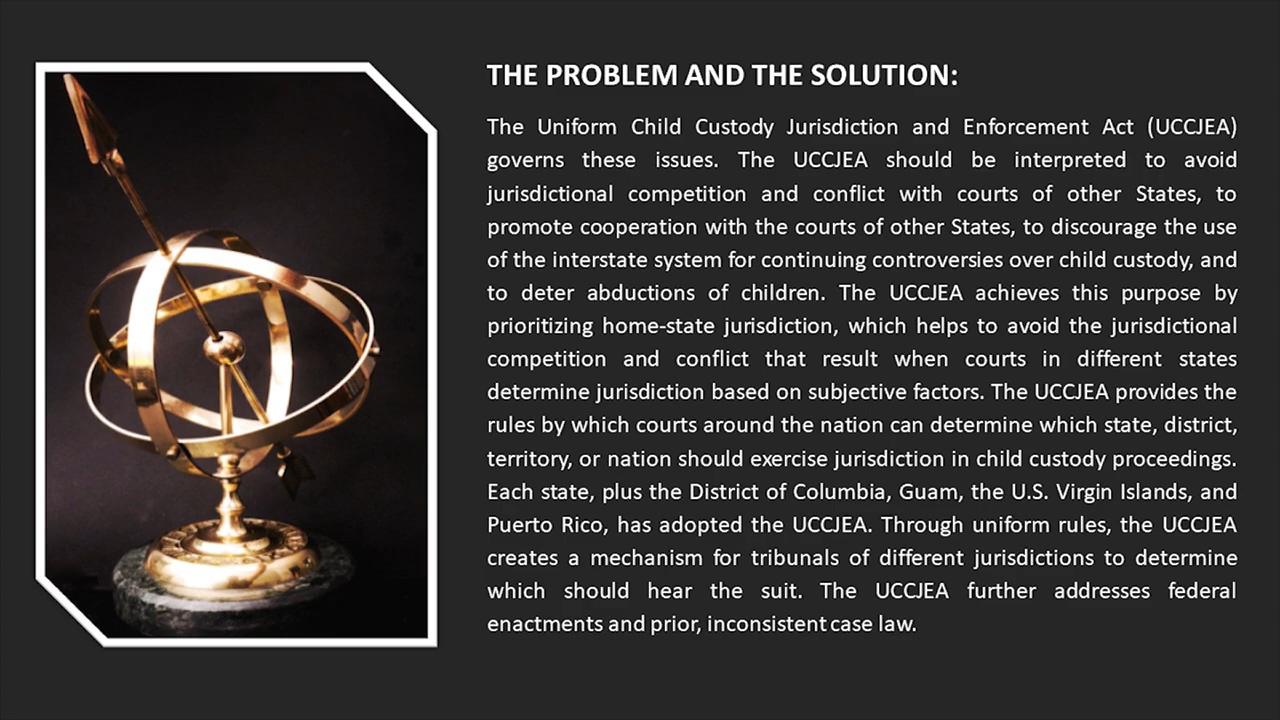 THE PROBLEM AND THE SOLUTION:
The Uniform Child Custody Jurisdiction and Enforcement Act (UCCJEA)
governs these issues. The UCCJEA should be interpreted to avoid
jurisdictional competition and conflict with courts of other States, to
promote cooperation with the courts of other States, to discourage the use
of the interstate system for continuing controversies over child custody, and
to deter abductions of children. The UCCJEA achieves this purpose by
prioritizing home-state jurisdiction, which helps to avoid the jurisdictional
competition and conflict that result when courts in different states
determine jurisdiction based on subjective factors. The UCCJEA provides the
rules by which courts around the nation can determine which state, district,
territory, or nation should exercise jurisdiction in child custody proceedings.
Each state, plus the District of Columbia, Guam, the U.S. Virgin Islands, and
Puerto Rico, has adopted the UCCJEA. Through uniform rules, the UCCJEA
creates a mechanism for tribunals of different jurisdictions to determine
which should hear the suit. The UCCJEA further addresses federal
enactments and prior, inconsistent case law.